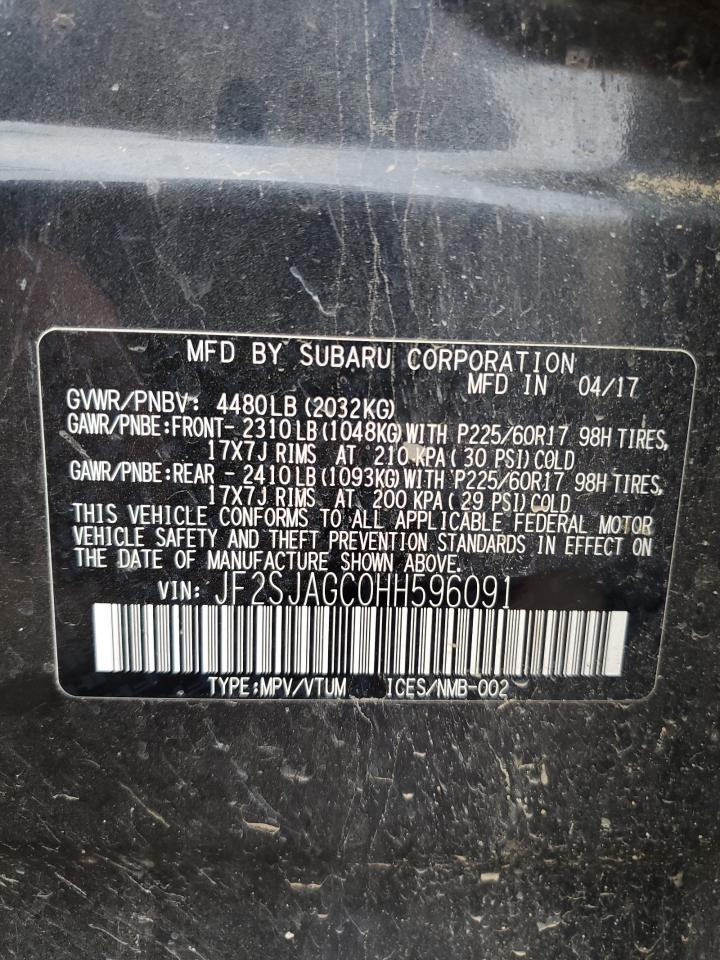 MFD BY SUBARU CORPORATION
MFD IN 04/17
GVWR/PNBV: 4480LB (2032KG)
GAWR/PNBE:FRONT- 2310LB (1048KG) WITH P225/60R17 98H TIRES,
17X7J RIMS AT 210 KPA ( 30 PSI) COLD
GAWR/PNBE:REAR - 2410LB (1093KG) WITH P225/60R17 98H TIRES,
17X7J RIMS AT 200 KPA ( 29 PSI) COLD
THIS VEHICLE CONFORMS TO ALL APPLICABLE FEDERAL MOTOR
VEHICLE SAFETY AND THEFT PREVENTION STANDARDS IN EFFECT ON
THE DATE OF MANUFACTURE SHOWN ABOVE.
VIN: JF2SJAGC0HH596091
TYPE:MPV/VTUM ICES/NMB-002